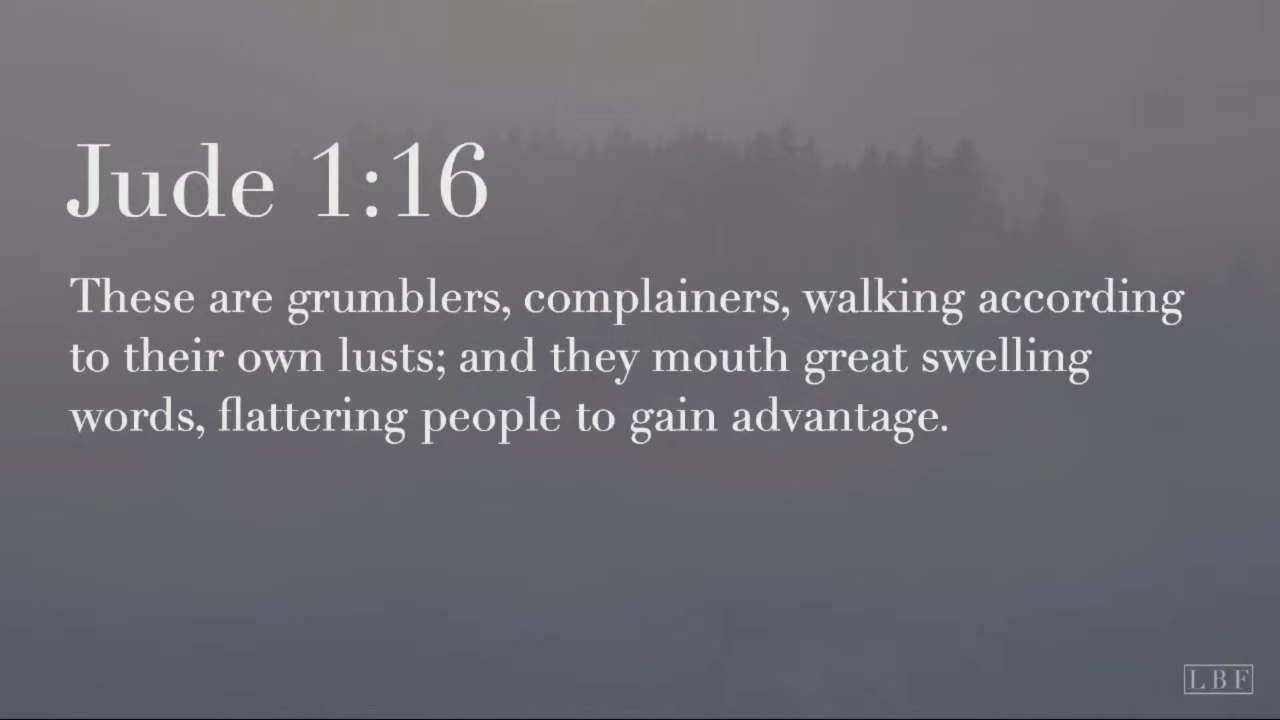 Jude 1:16
These are grumblers, complainers, walking according
to their own lusts; and they mouth great swelling
words, flattering people to gain advantage.
LBF